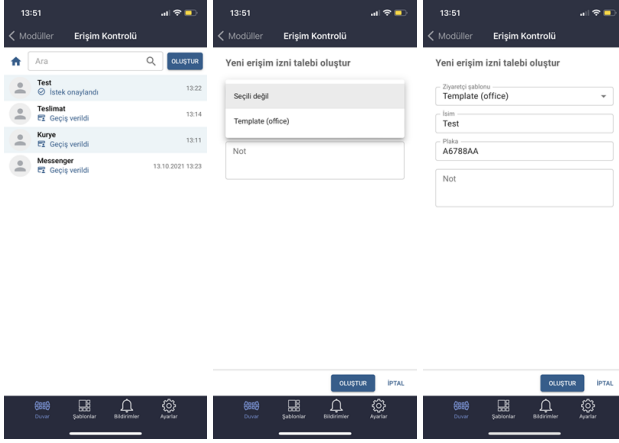 13:51
Modüller
Erişim Kontrolü
Ara
OLUŞTUR
Test
İstek onaylandı
13:22
Teslimat
Geçiş verildi
13:14
Kurye
Geçiş verildi
13:11
Messenger
Geçiş verildi
13.10.2021 13:23
Duvar
Şablonlar
Bildirimler
Ayarlar
13:51
Modüller
Erişim Kontrolü
Yeni erişim izni talebi oluştur
Seçili değil
Template (office)
Not
OLUŞTUR
İPTAL
Duvar
Şablonlar
Bildirimler
Ayarlar
13:51
Modüller
Erişim Kontrolü
Yeni erişim izni talebi oluştur
Ziyaretçi şablonu
Template (office)
İsim
Test
Plaka
A6788AA
Not
OLUŞTUR
İPTAL
Duvar
Şablonlar
Bildirimler
Ayarlar